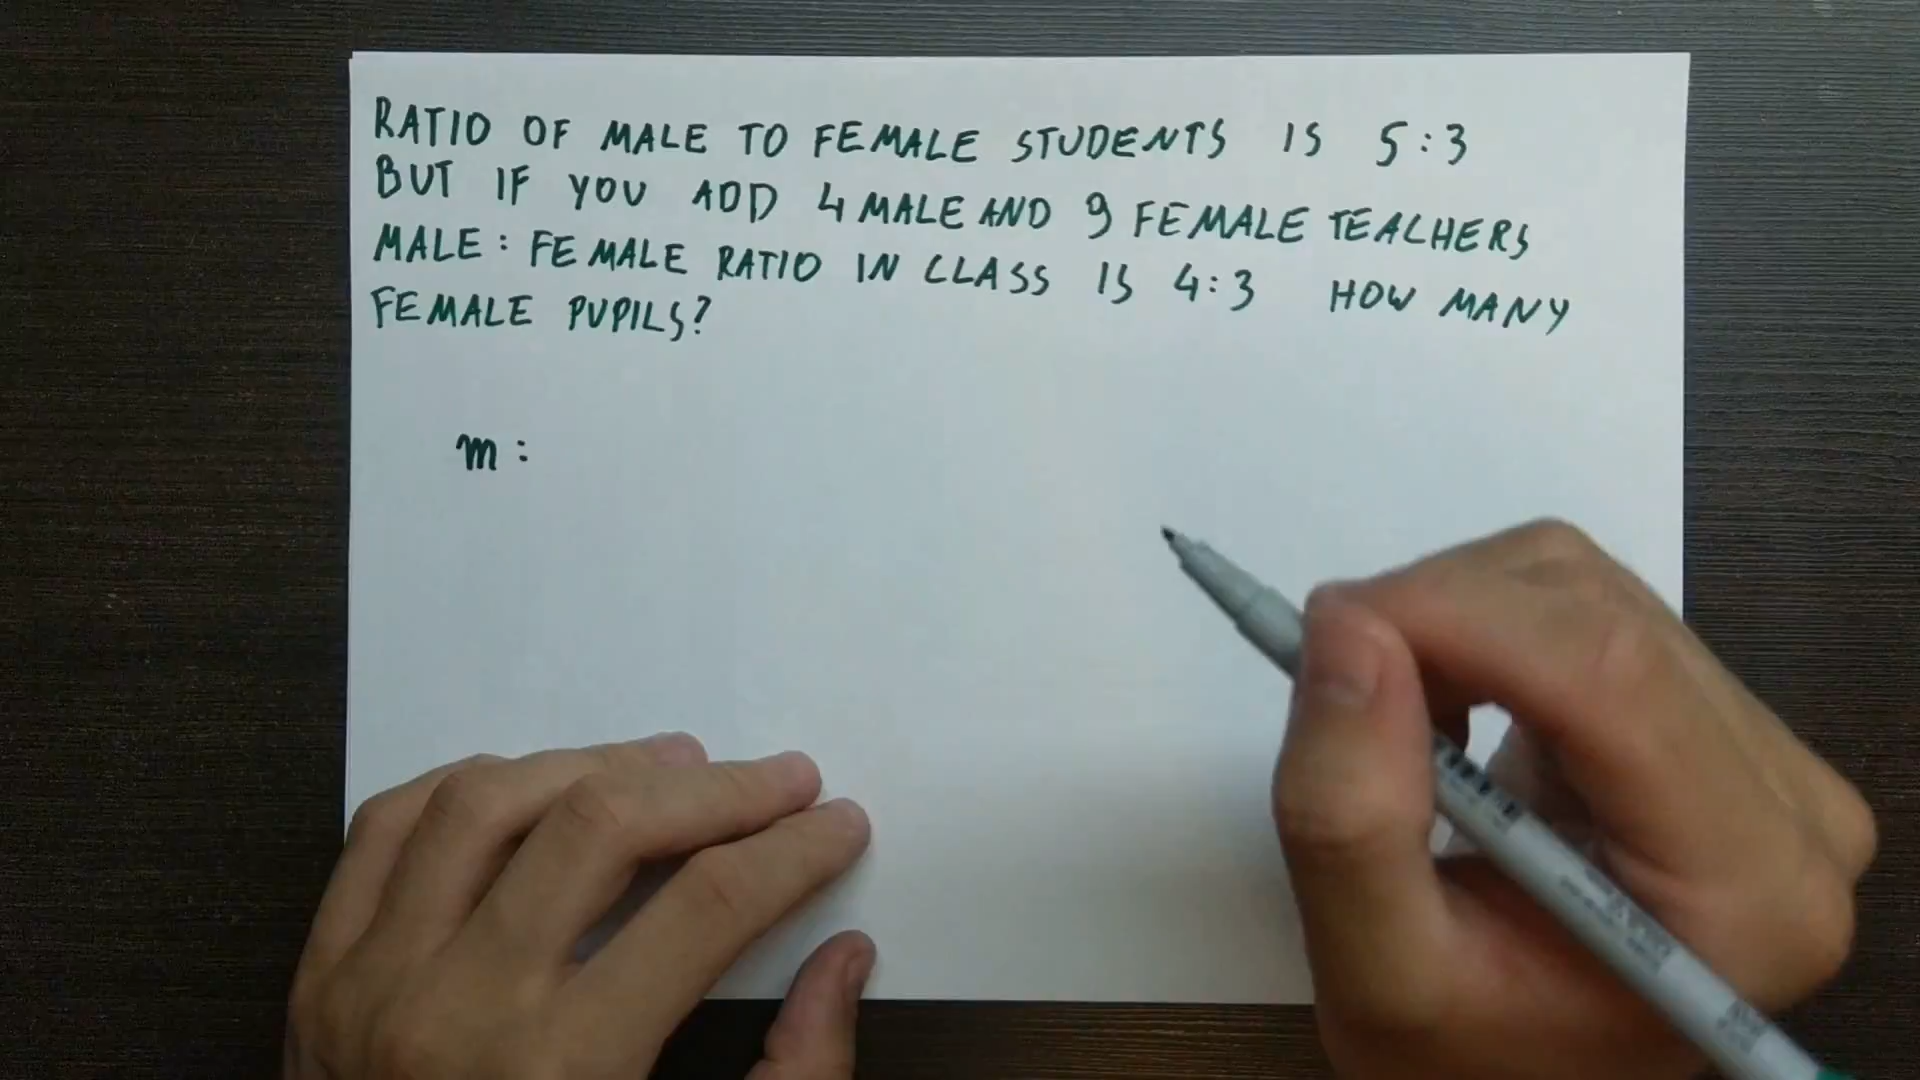 RATIO OF MALE TO FEMALE STUDENTS IS 5:3
BUT IF YOU ADD 4 MALE AND 9 FEMALE TEACHERS
MALE: FEMALE RATIO IN CLASS IS 4:3 HOW MANY
FEMALE PUPILS?
m: